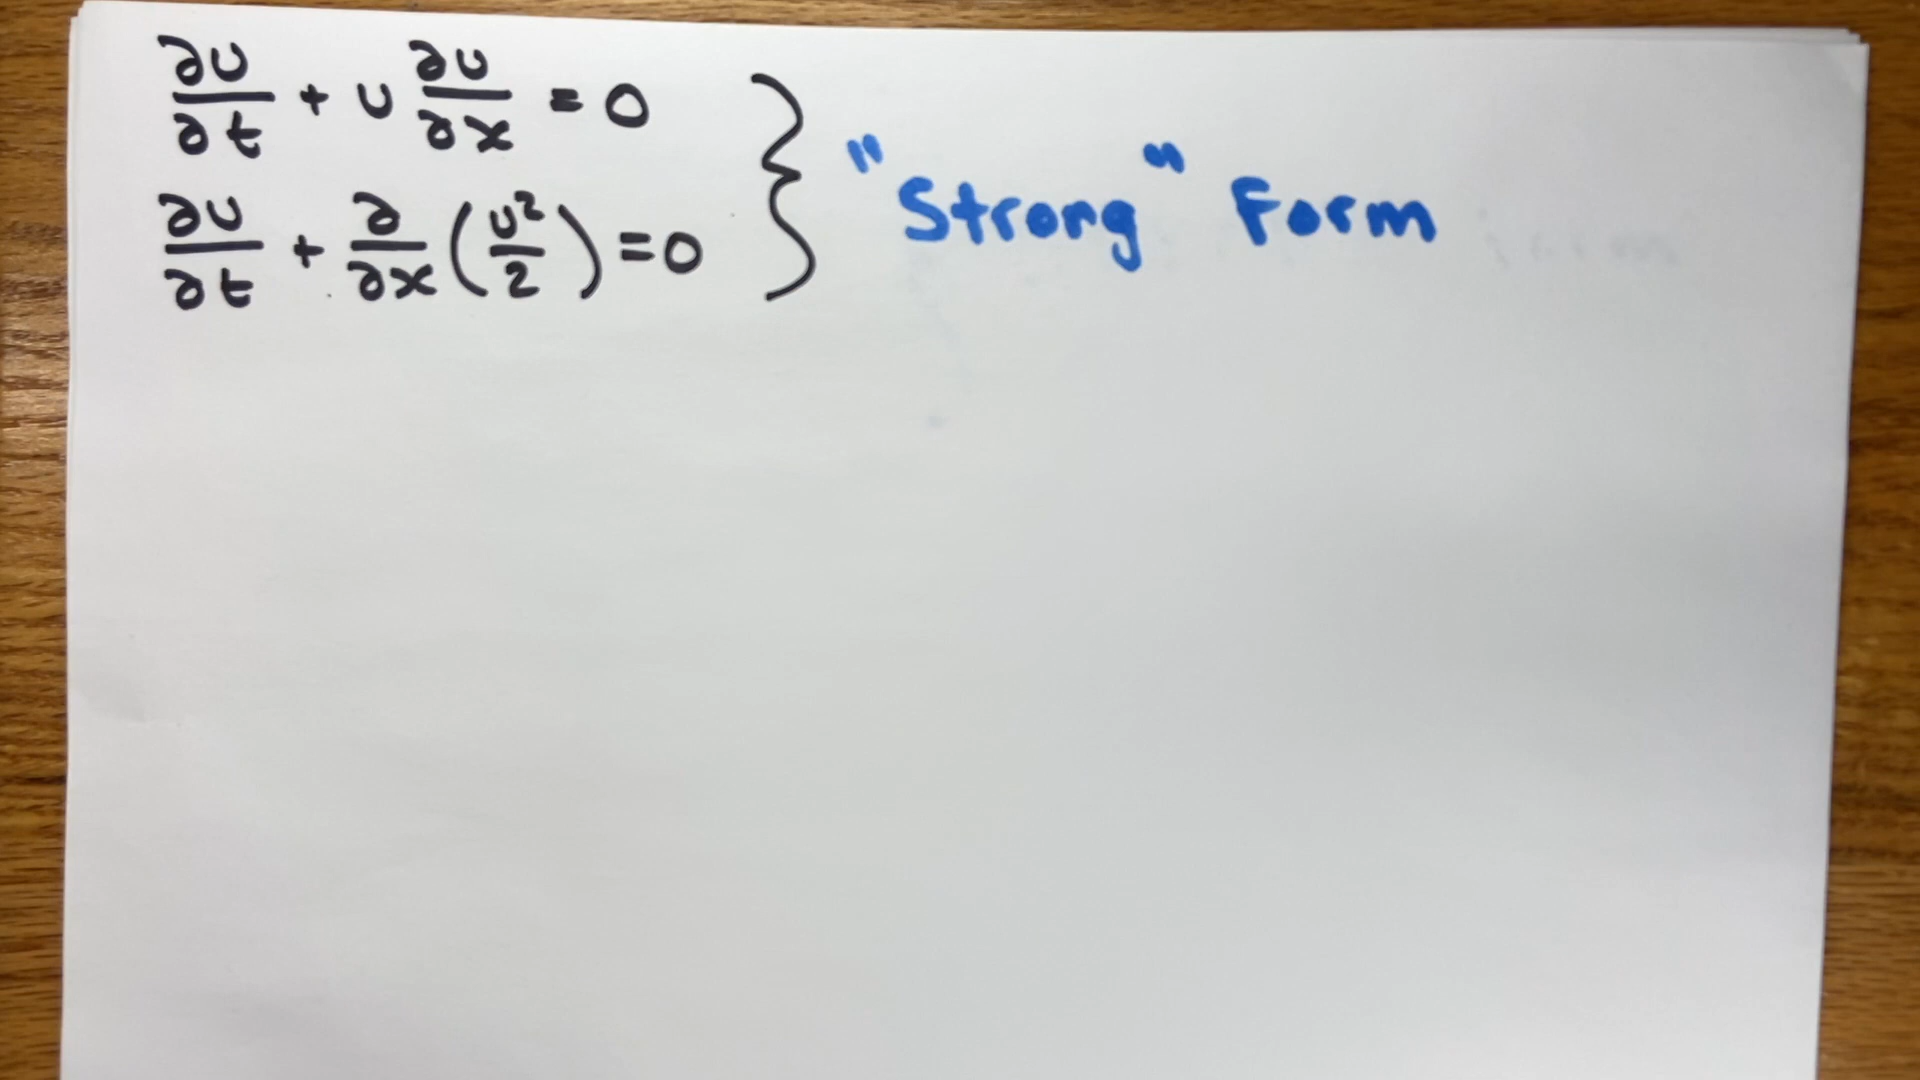 ∂u/∂t + u ∂u/∂x = 0
∂u/∂t + ∂/∂x (u²/2) = 0
"Strong" Form